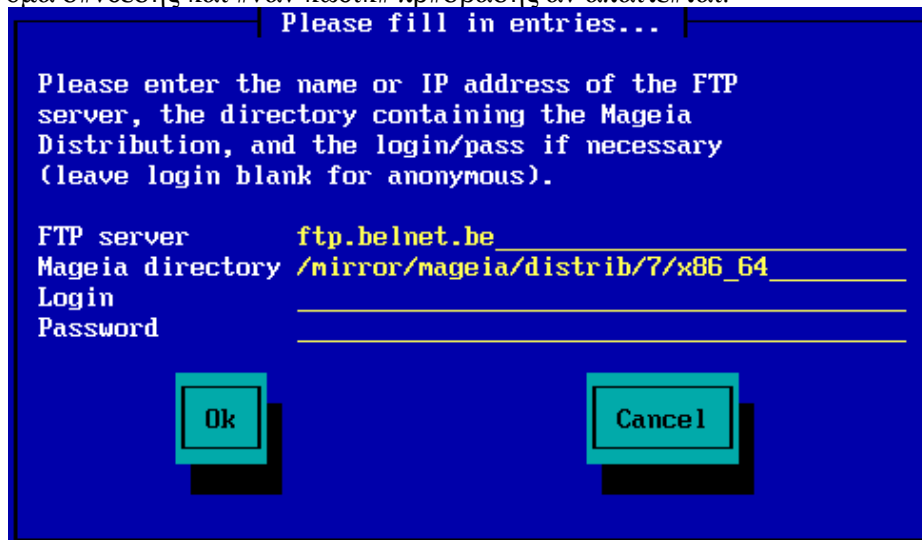 Please fill in entries...
Please enter the name or IP address of the FTP
server, the directory containing the Mageia
Distribution, and the login/pass if necessary
(leave login blank for anonymous).
FTP server ftp.belnet.be
Mageia directory /mirror/mageia/distrib/7/x86_64
Login
Password
Ok Cancel